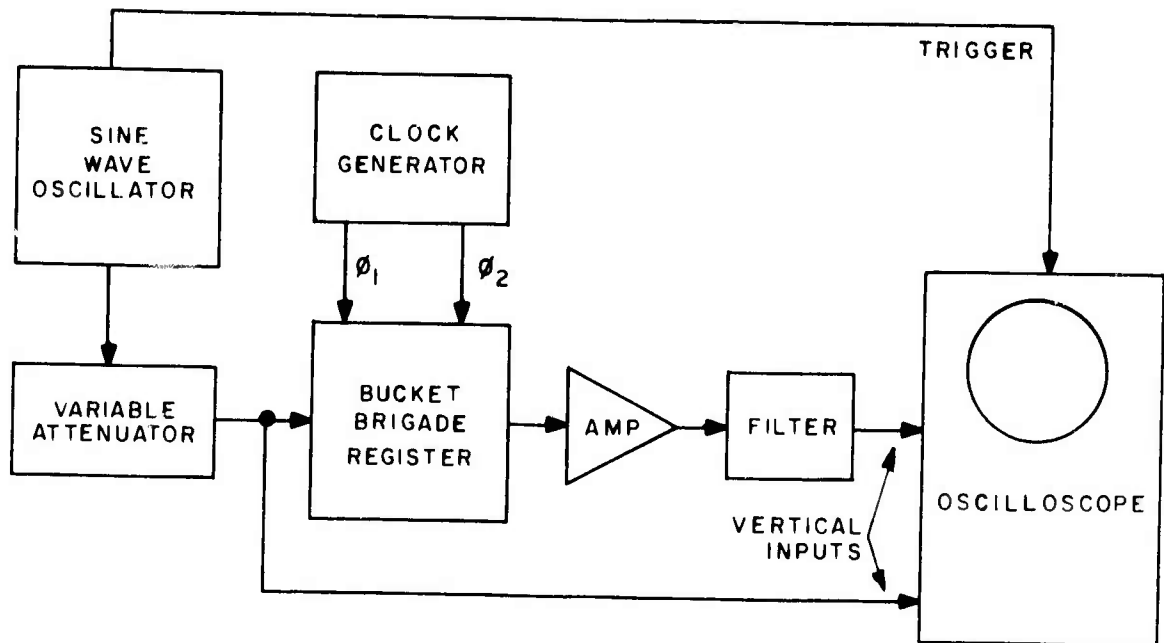 TRIGGER
SINE
WAVE
OSCILLATOR
CLOCK
GENERATOR
Ø1
Ø2
VARIABLE
ATTENUATOR
BUCKET
BRIGADE
REGISTER
AMP
FILTER
OSCILLOSCOPE
VERTICAL
INPUTS